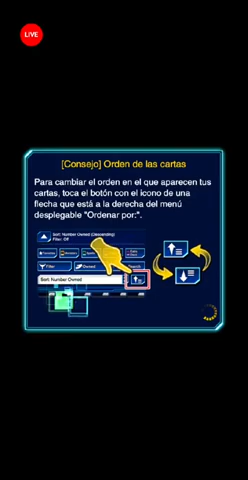 LIVE
[Consejo] Orden de las cartas
Para cambiar el orden en el que aparecen tus
cartas, toca el botón con el icono de una
flecha que está a la derecha del menú
desplegable "Ordenar por:".
Sort: Number Owned (Descending)
Filter: Off
Filter
Owned
Search
Sort: Number Owned